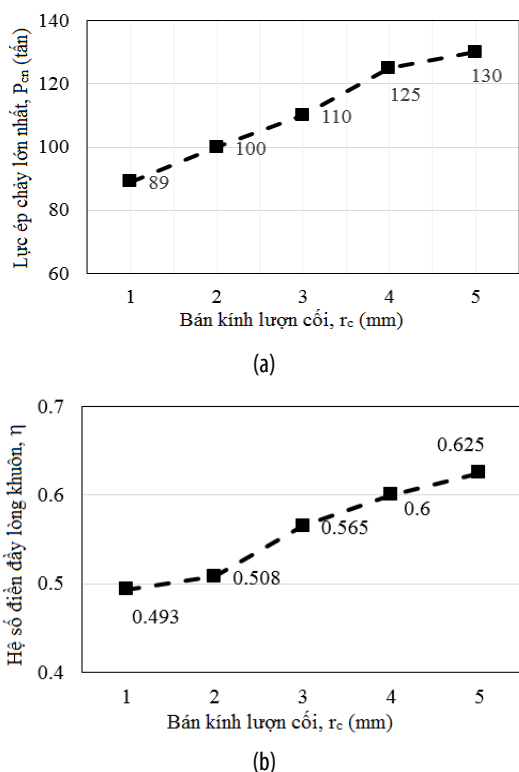 140
120
100
80
60
Lực ép chảy lớn nhất, Pcn (tấn)
89
100
110
125
130
1 2 3 4 5
Bán kính lượn cối, rc (mm)
(a)
0.7
0.6
0.5
0.4
Hệ số điền đầy lòng khuôn, η
0.493
0.508
0.565
0.6
0.625
1 2 3 4 5
Bán kính lượn cối, rc (mm)
(b)